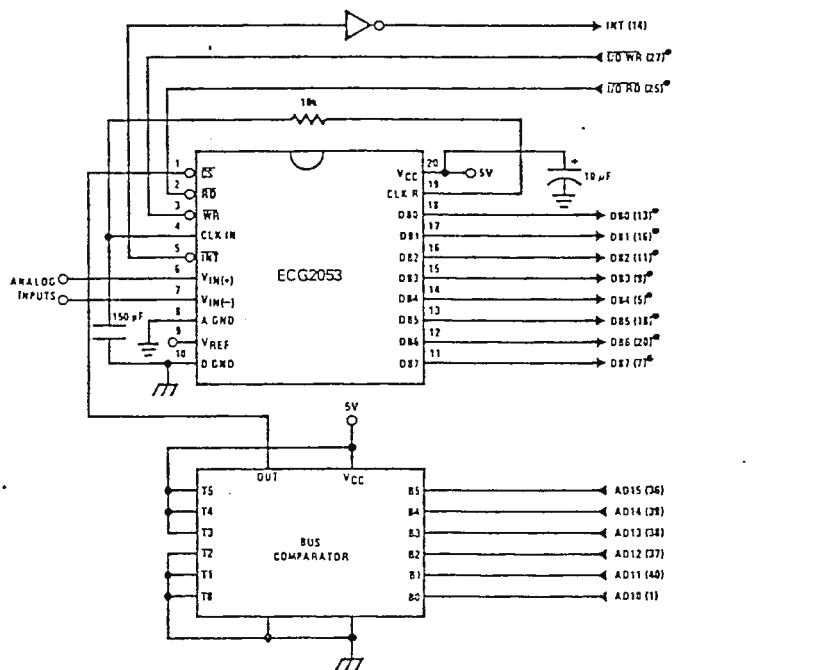 INT (14)
I/O WR (27)*
I/O RD (25)*
10k
1
CS
2
RD
3
WR
4
CLK IN
5
INT
6
VIN(+)
7
VIN(—)
8
A GND
9
VREF
10
D GND
ANALOG
INPUTS
150 pF
ECG2053
20
VCC
5V
10 µF
19
CLK R
18
DB0
DB0 (13)*
17
DB1
DB1 (16)*
16
DB2
DB2 (11)*
15
DB3
DB3 (9)*
14
DB4
DB4 (5)*
13
DB5
DB5 (18)*
12
DB6
DB6 (20)*
11
DB7
DB7 (7)*
5V
OUT
VCC
T5
T4
T3
T2
T1
T0
BUS
COMPARATOR
B5
AD15 (36)
B4
AD14 (39)
B3
AD13 (38)
B2
AD12 (37)
B1
AD11 (40)
B0
AD10 (1)